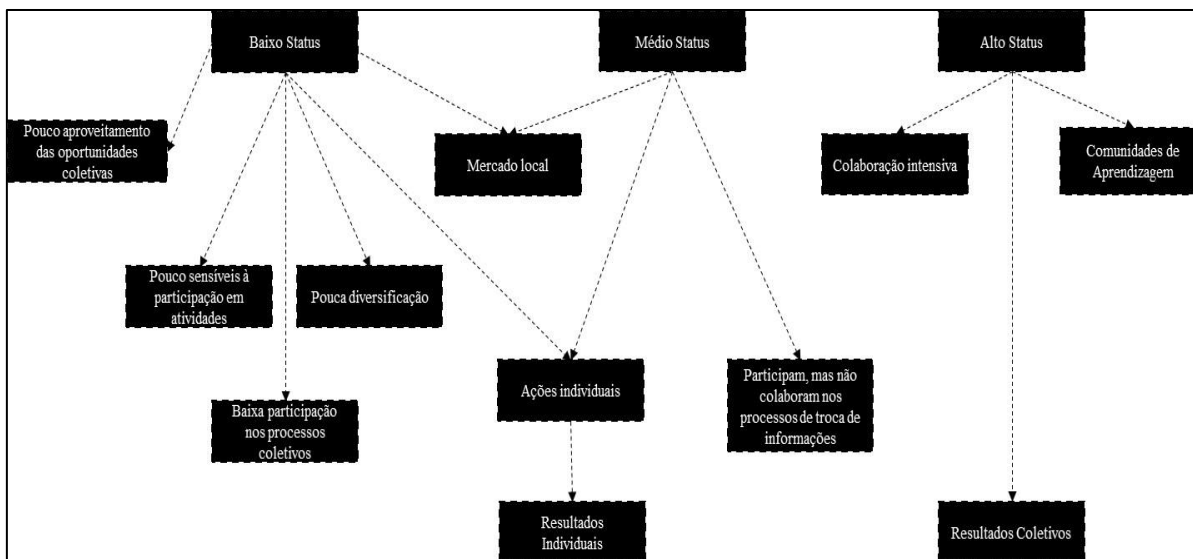 Baixo Status
Médio Status
Alto Status
Pouco aproveitamento
das oportunidades
coletivas
Mercado local
Colaboração intensiva
Comunidades de
Aprendizagem
Pouco sensíveis à
participação em
atividades
Pouca diversificação
Ações individuais
Participam, mas não
colaboram nos
processos de troca de
informações
Baixa participação
nos processos
coletivos
Resultados
Individuais
Resultados Coletivos